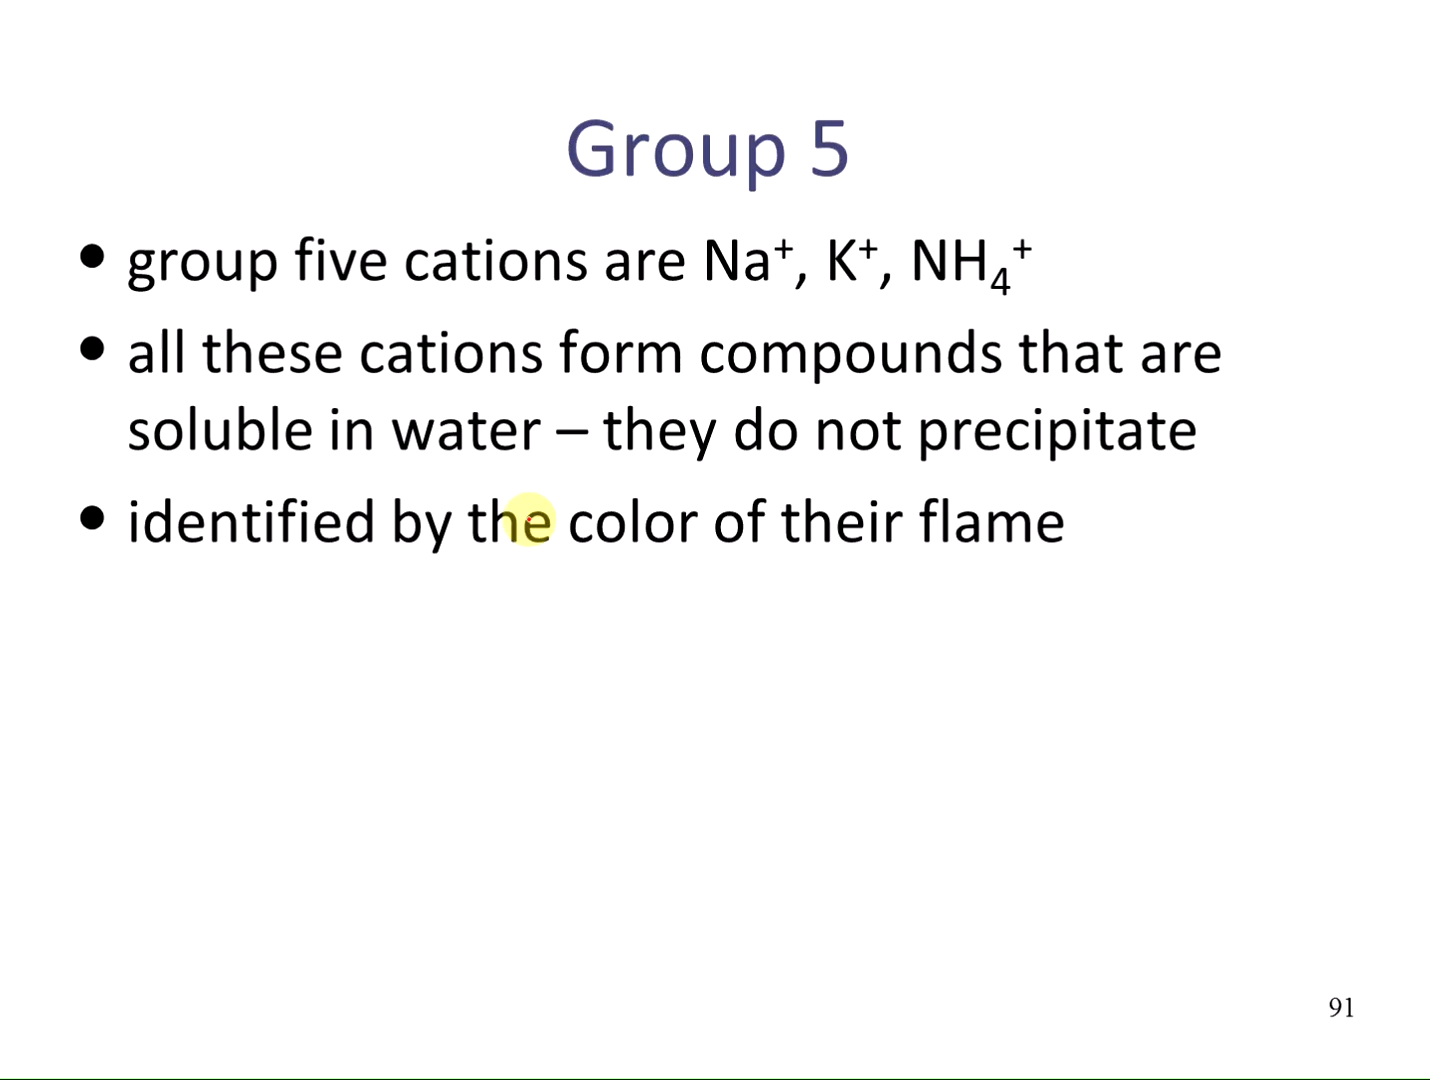 Group 5
• group five cations are Na⁺, K⁺, NH₄⁺
• all these cations form compounds that are
soluble in water – they do not precipitate
• identified by the color of their flame
91